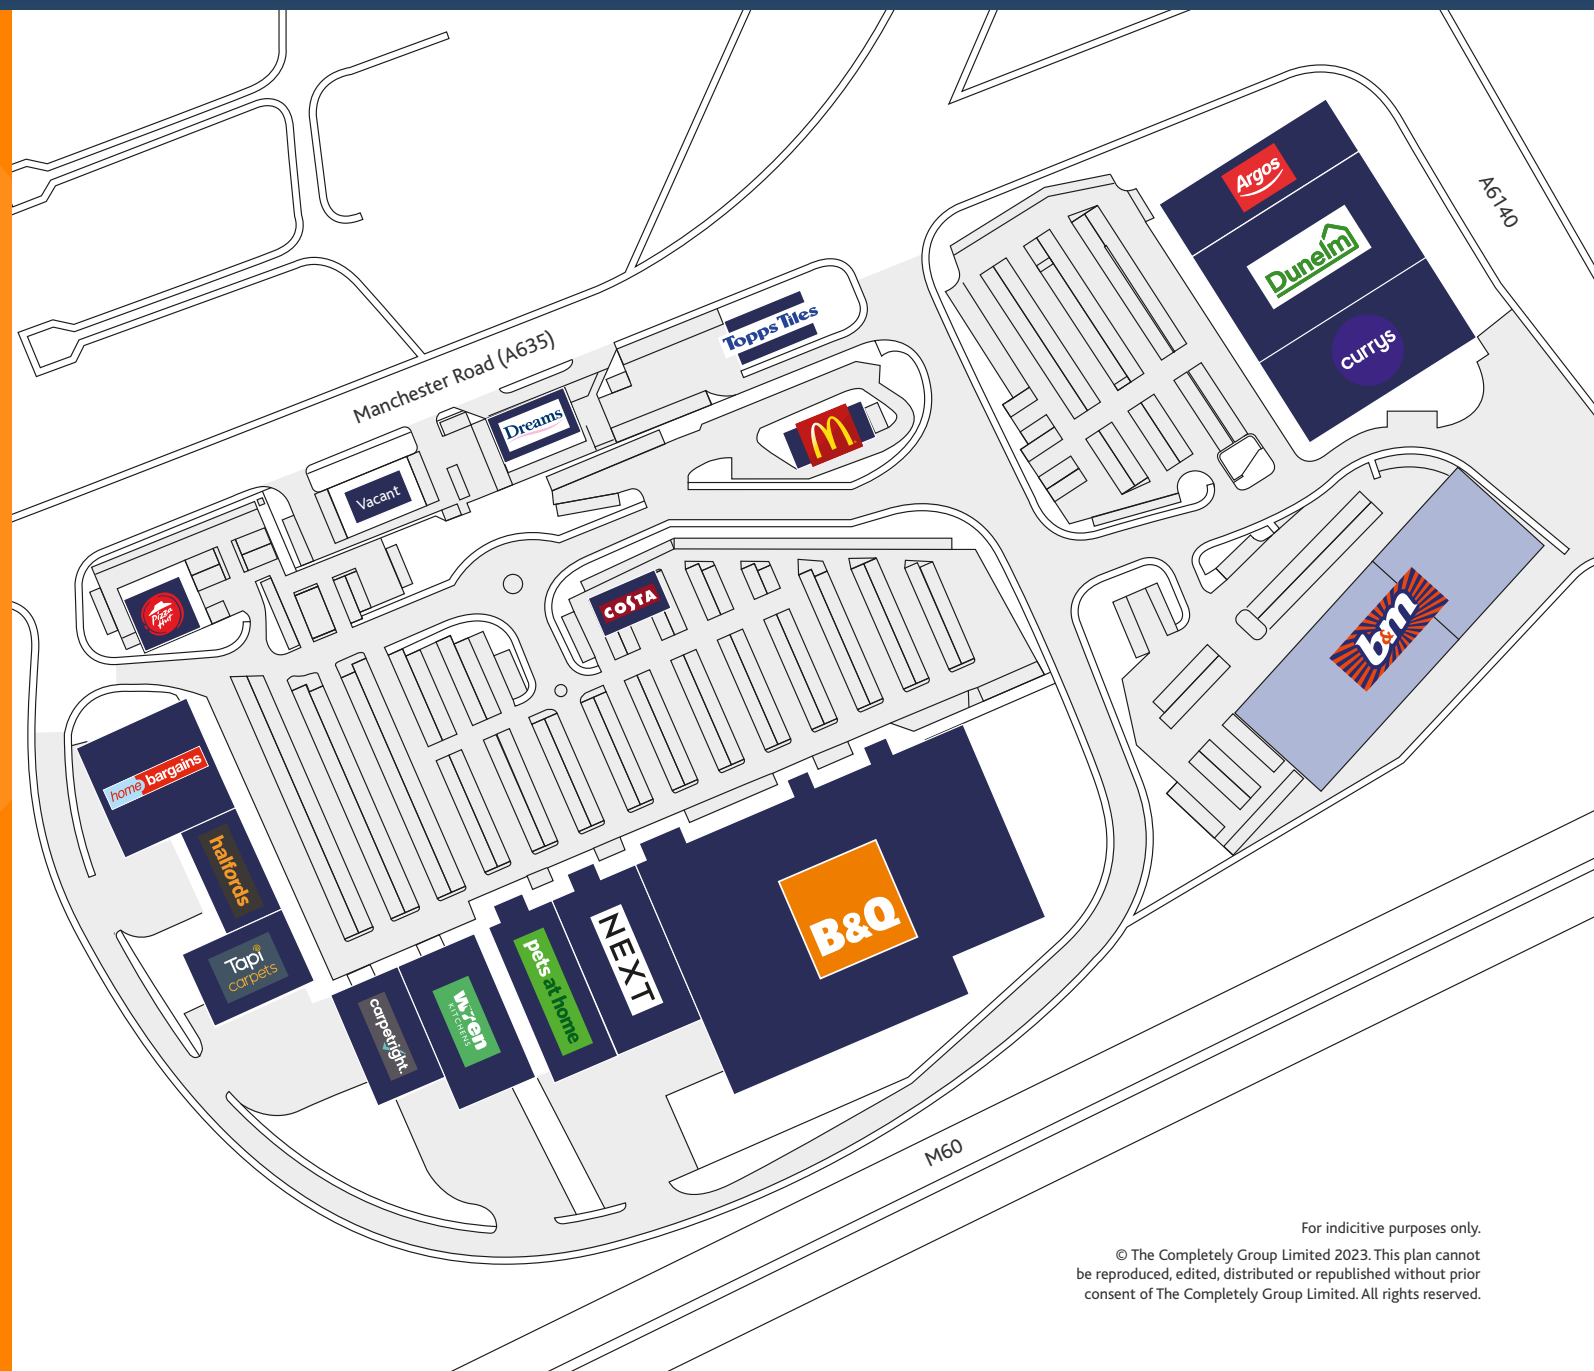 A6140
Argos
Dunelm
currys
Manchester Road (A635)
Topps Tiles
Dreams
M
Vacant
Pizza
Hut
COSTA
b&m
home bargains
halfords
Tapi
carpets
carpetright.
wren
KITCHENS
pets at home
NEXT
B&Q
M60
For indicitive purposes only.
© The Completely Group Limited 2023. This plan cannot
be reproduced, edited, distributed or republished without prior
consent of The Completely Group Limited. All rights reserved.